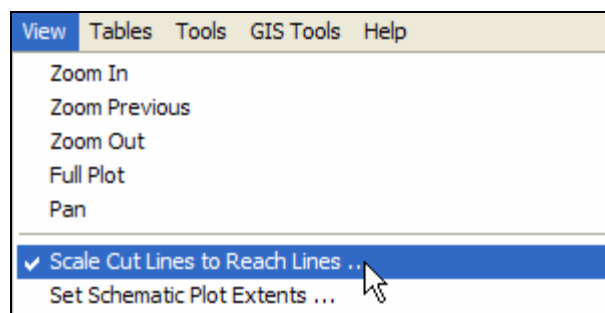 View Tables Tools GIS Tools Help
Zoom In
Zoom Previous
Zoom Out
Full Plot
Pan
Scale Cut Lines to Reach Lines ...
Set Schematic Plot Extents ...